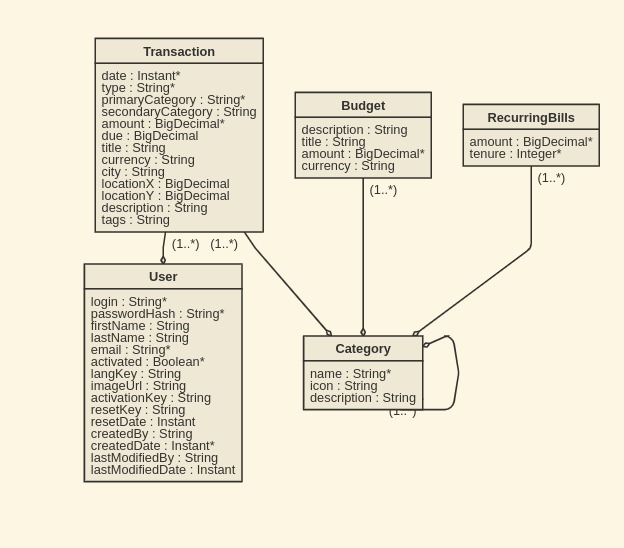 Transaction
date : Instant*
type : String*
primaryCategory : String*
secondaryCategory : String
amount : BigDecimal*
due : BigDecimal
title : String
currency : String
city : String
locationX : BigDecimal
locationY : BigDecimal
description : String
tags : String
Budget
description : String
title : String
amount : BigDecimal*
currency : String
RecurringBills
amount : BigDecimal*
tenure : Integer*
(1..*)
(1..*)
(1..*)
(1..*)
User
login : String*
passwordHash : String*
firstName : String
lastName : String
email : String*
activated : Boolean*
langKey : String
imageUrl : String
activationKey : String
resetKey : String
resetDate : Instant
createdBy : String
createdDate : Instant*
lastModifiedBy : String
lastModifiedDate : Instant
Category
name : String*
icon : String
description : String
(1..*)